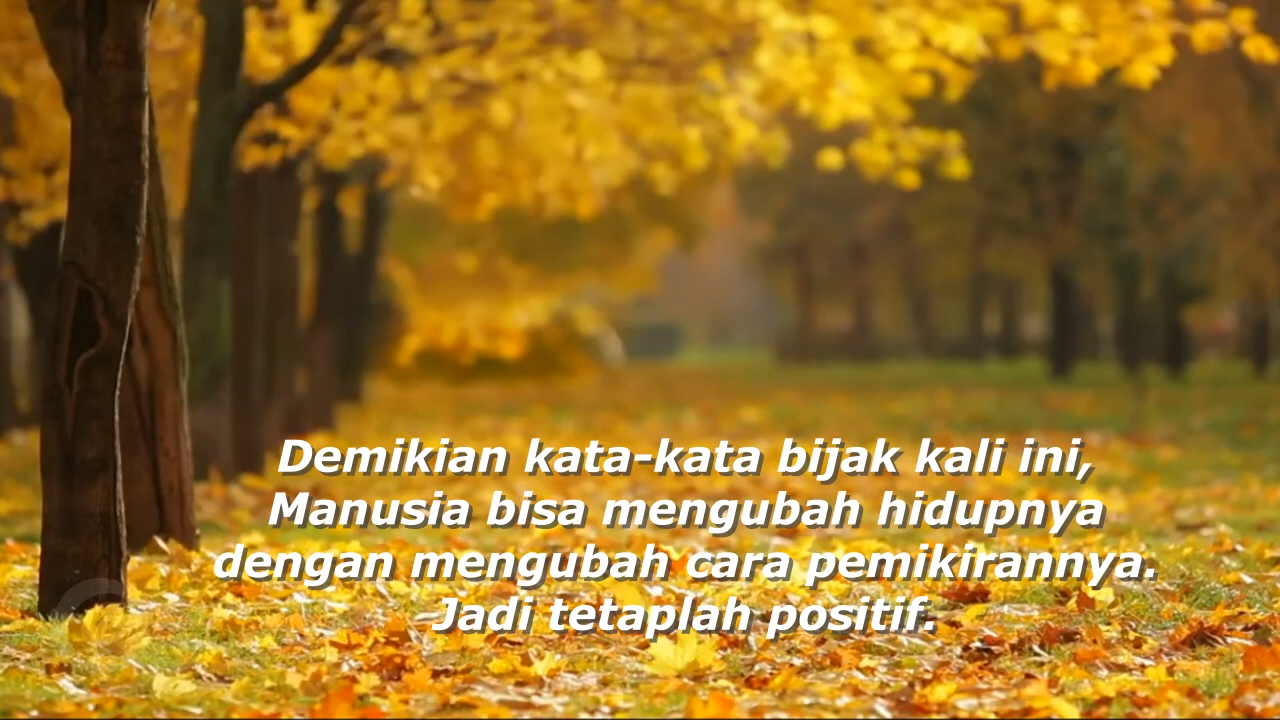 Demikian kata-kata bijak kali ini,
Manusia bisa mengubah hidupnya
dengan mengubah cara pemikirannya.
Jadi tetaplah positif.